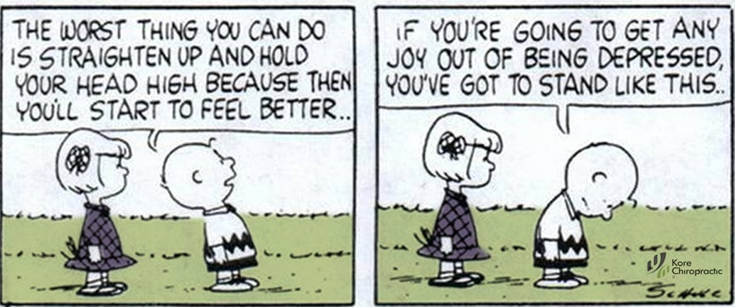 THE WORST THING YOU CAN DO
IS STRAIGHTEN UP AND HOLD
YOUR HEAD HIGH BECAUSE THEN
YOU'LL START TO FEEL BETTER..
IF YOU'RE GOING TO GET ANY
JOY OUT OF BEING DEPRESSED,
YOU'VE GOT TO STAND LIKE THIS..
Kore
Chiropractic